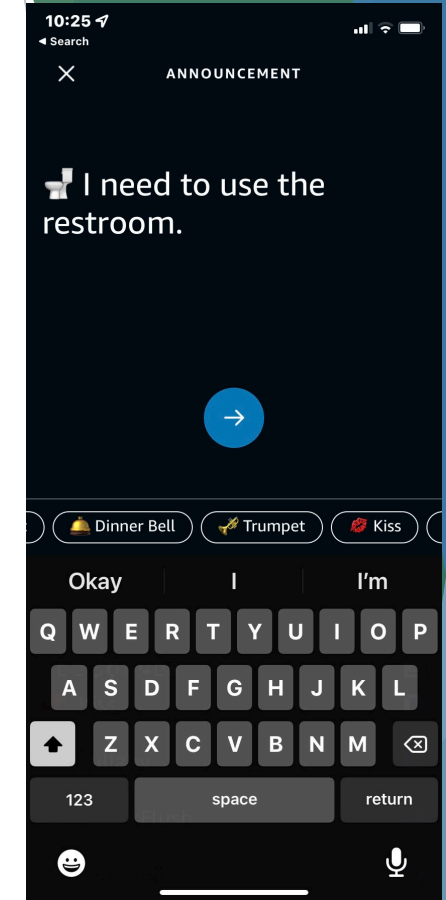 10:25
◀ Search
ANNOUNCEMENT
🚽 I need to use the
restroom.
🛎️ Dinner Bell
🎺 Trumpet
💋 Kiss
Okay I I'm
Q W E R T Y U I O P
A S D F G H J K L
Z X C V B N M
123 space return